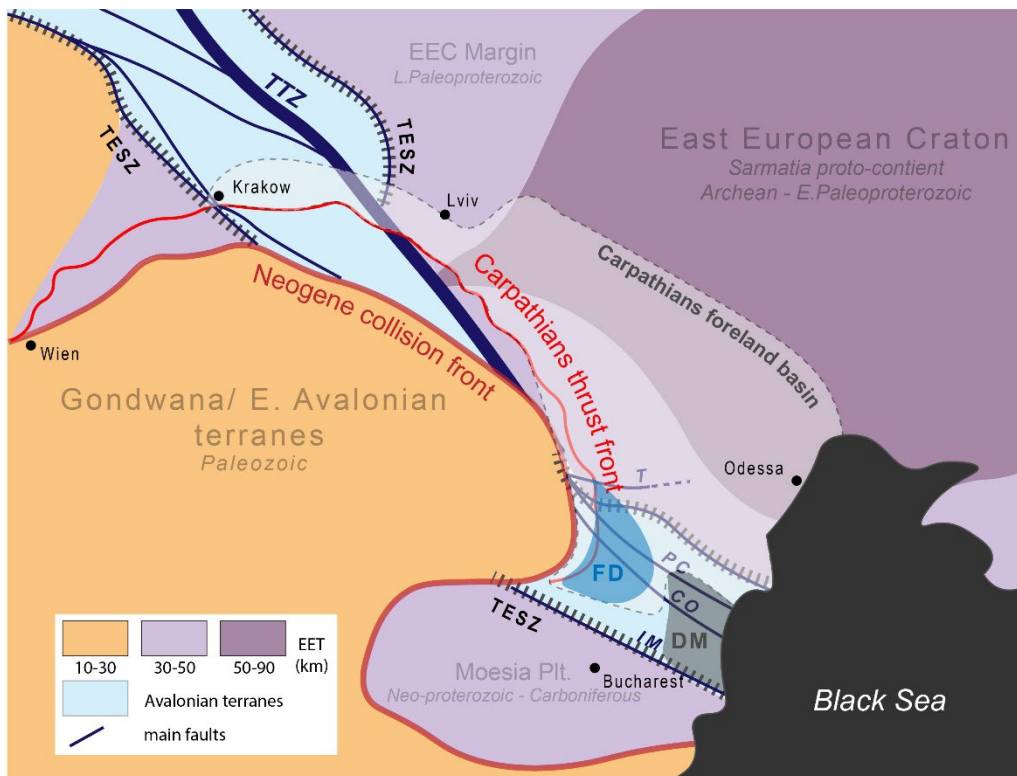 EEC Margin
L.Paleoproterozoic
TTZ
TESZ
TESZ
East European Craton
Sarmatia proto-contient
Archean - E.Paleoproterozoic
Krakow
Lviv
Carpathians foreland basin
Carpathians thrust front
Neogene collision front
Wien
Gondwana/ E. Avalonian
terranes
Paleozoic
Odessa
T
FD
PC
CO
IM
DM
TESZ
Moesia Plt.
Bucharest
Neo-proterozoic - Carboniferous
Black Sea
10-30
30-50
50-90
EET
(km)
Avalonian terranes
main faults